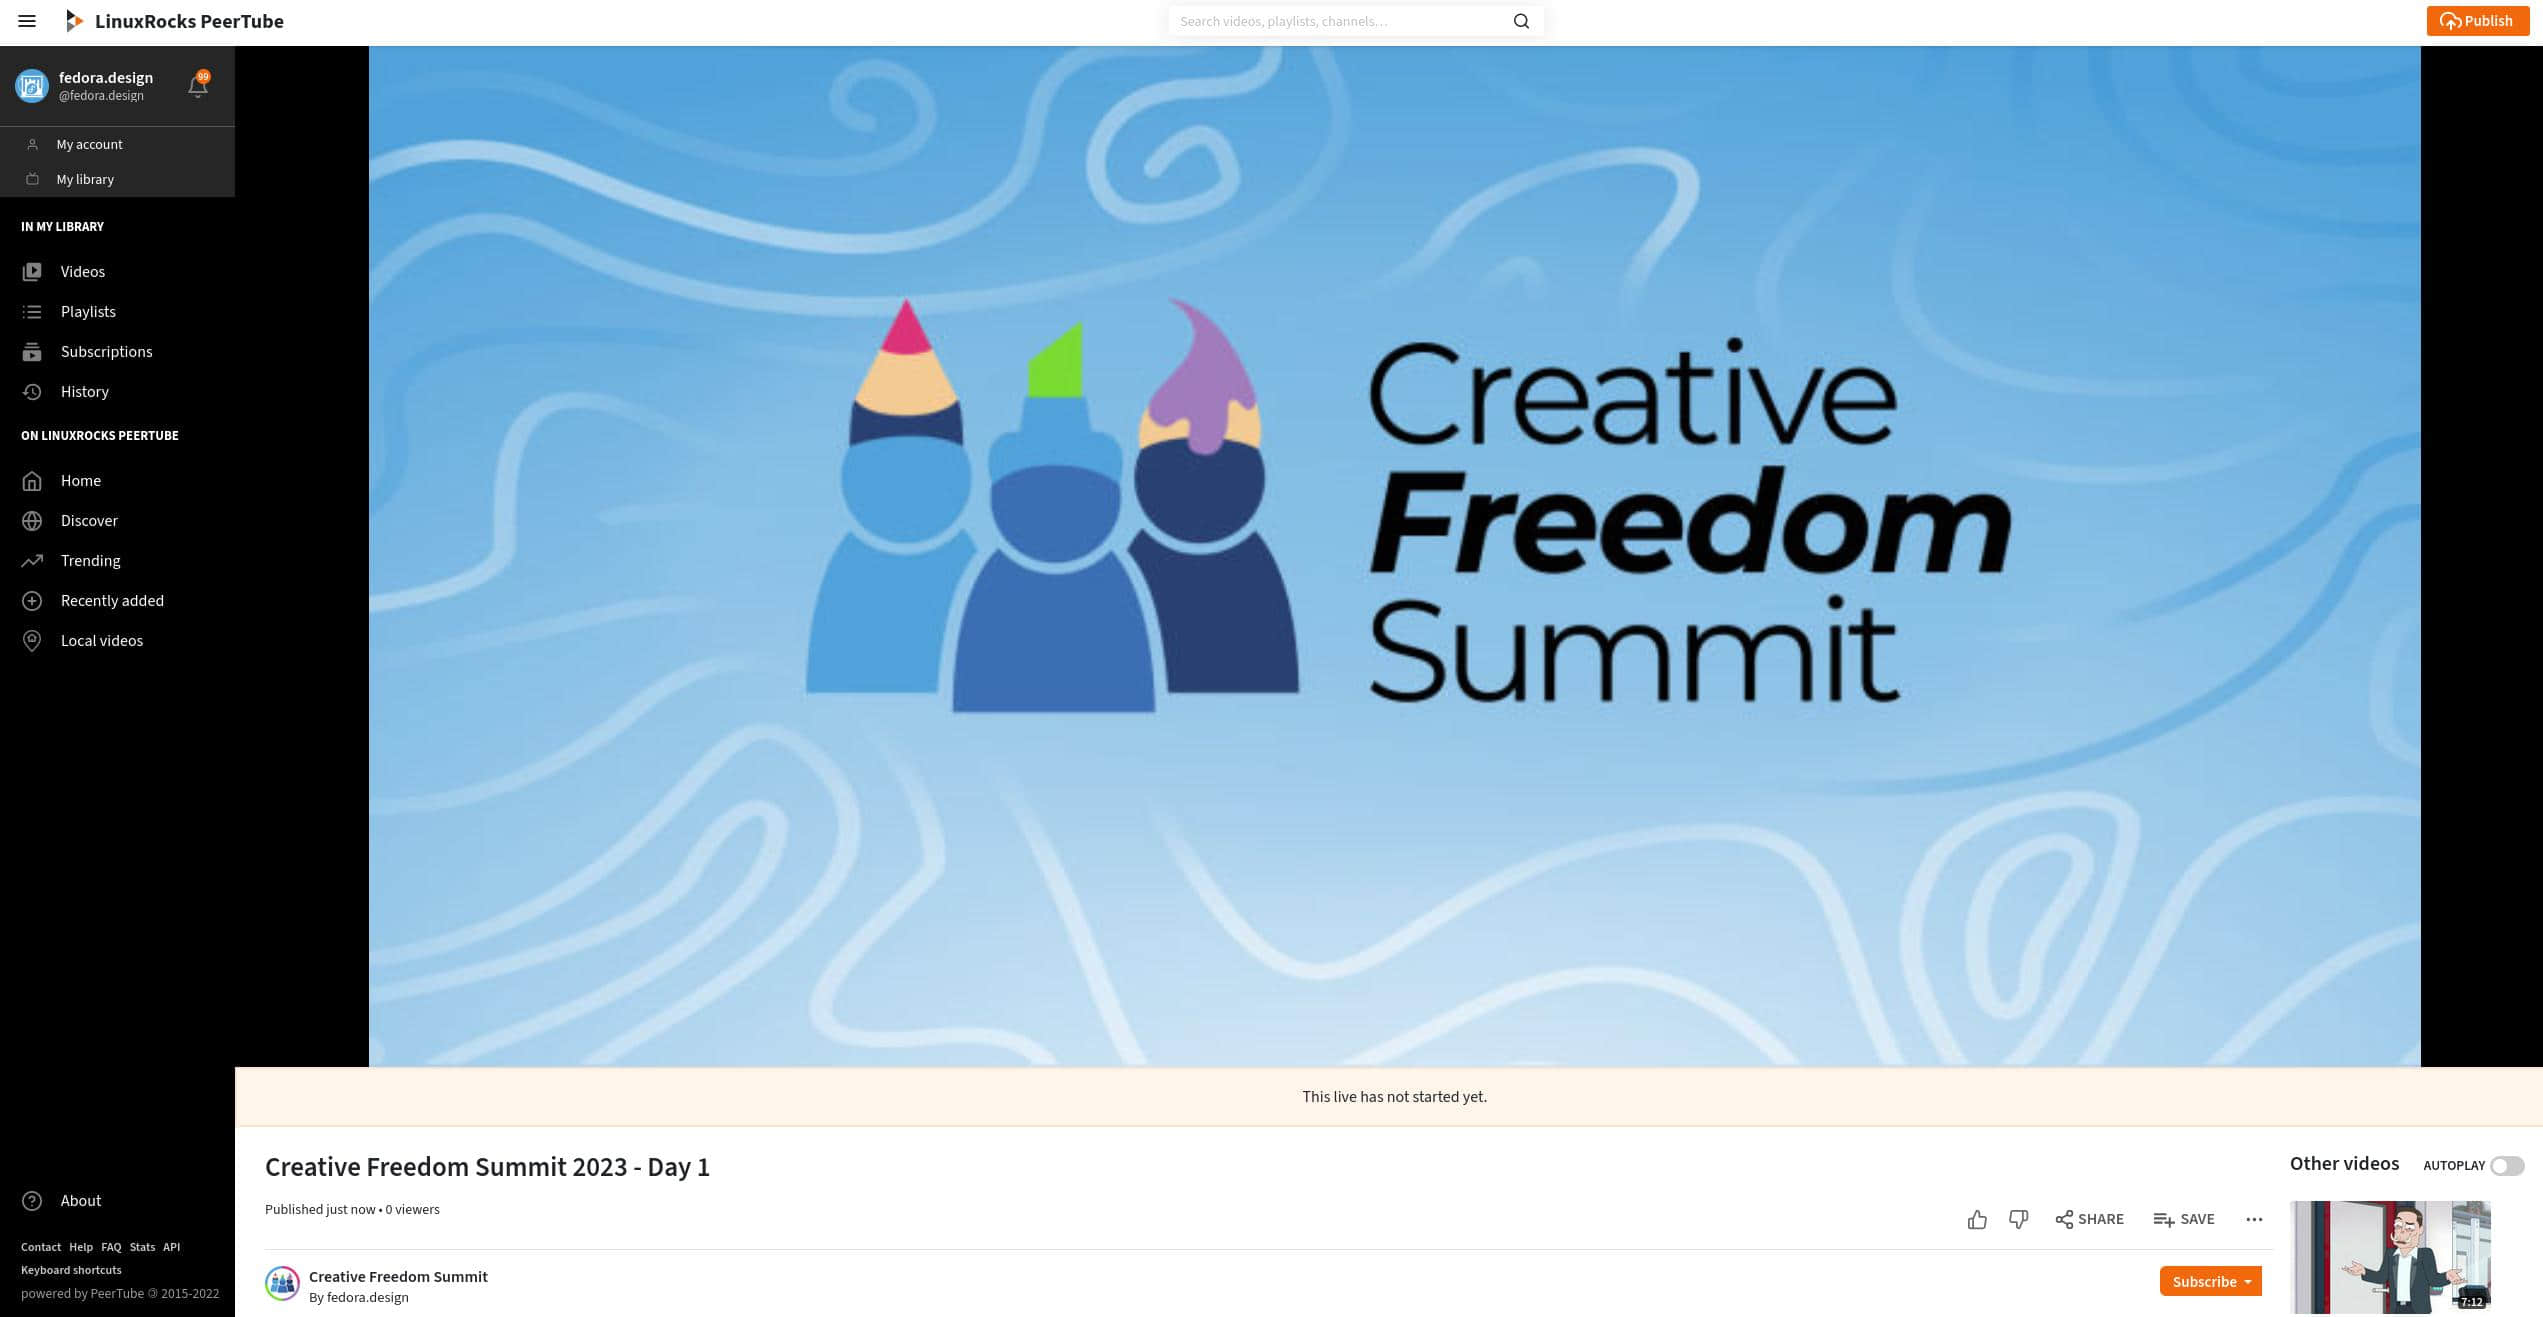 LinuxRocks PeerTube
Search videos, playlists, channels…
Publish
fedora.design
@fedora.design
99
My account
My library
IN MY LIBRARY
Videos
Playlists
Subscriptions
History
ON LINUXROCKS PEERTUBE
Home
Discover
Trending
Recently added
Local videos
About
Contact Help FAQ Stats API
Keyboard shortcuts
powered by PeerTube 🄯 2015-2022
Creative
Freedom
Summit
This live has not started yet.
Creative Freedom Summit 2023 - Day 1
Published just now • 0 viewers
SHARE
SAVE
Creative Freedom Summit
By fedora.design
Subscribe
Other videos
AUTOPLAY
7:12